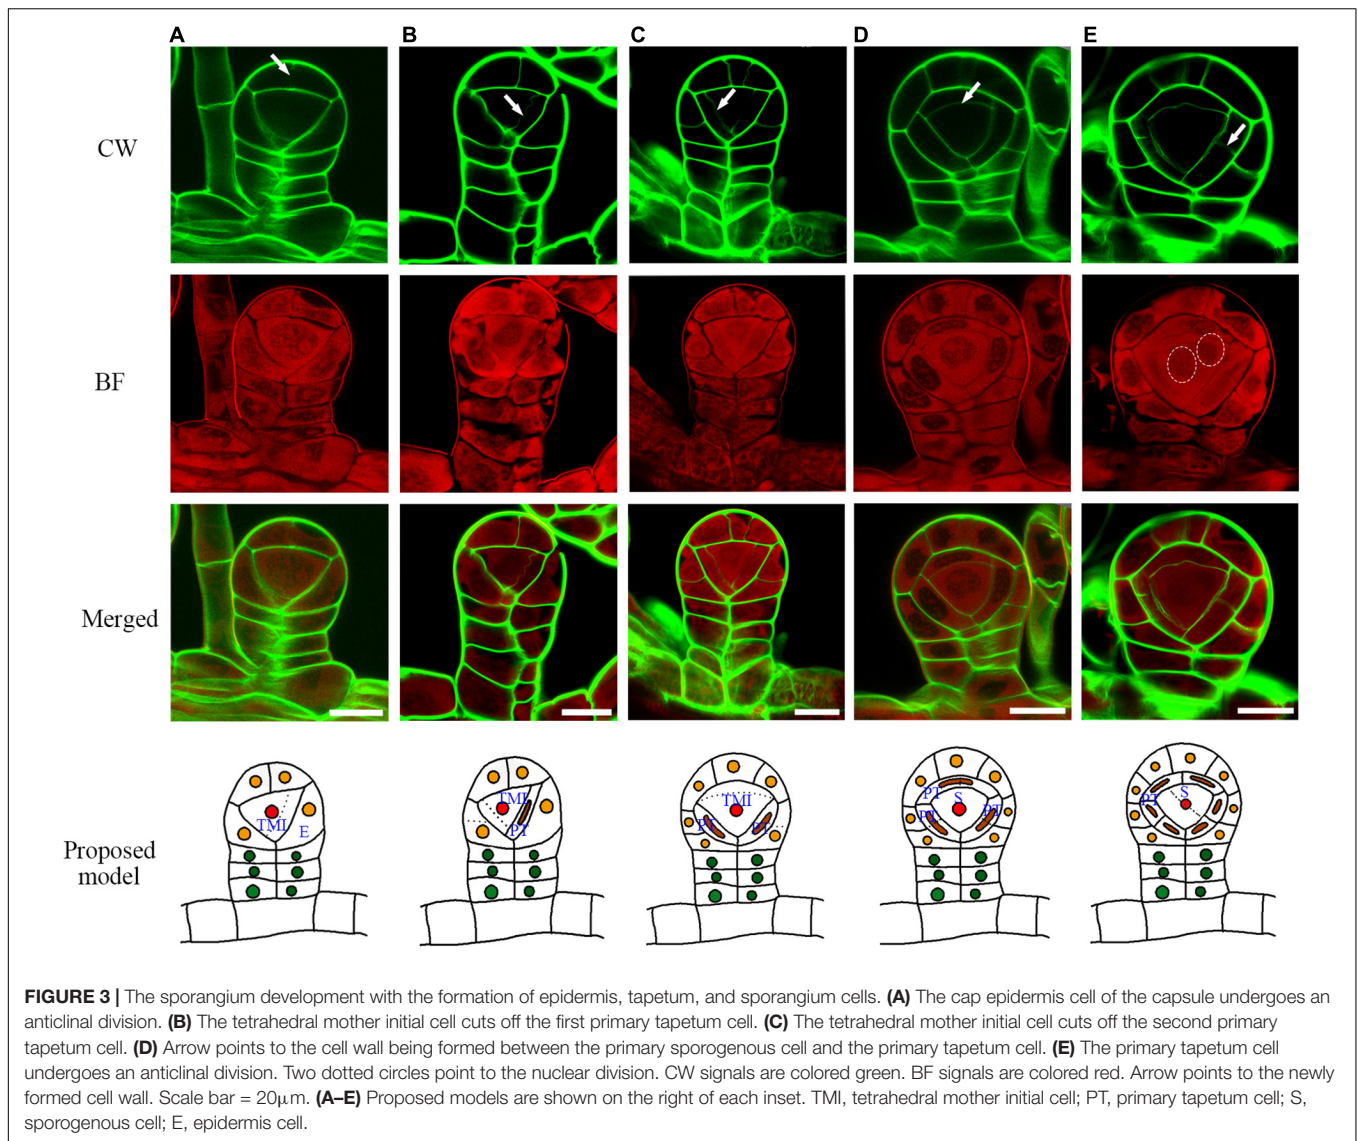 A B C D E
CW
BF
Merged
Proposed
model
TMI
E
TMI
PT
TMI
PT
PT
PT
S
PT
PT
S
PT
FIGURE 3 | The sporangium development with the formation of epidermis, tapetum, and sporangium cells. (A) The cap epidermis cell of the capsule undergoes an
anticlinal division. (B) The tetrahedral mother initial cell cuts off the first primary tapetum cell. (C) The tetrahedral mother initial cell cuts off the second primary
tapetum cell. (D) Arrow points to the cell wall being formed between the primary sporogenous cell and the primary tapetum cell. (E) The primary tapetum cell
undergoes an anticlinal division. Two dotted circles point to the nuclear division. CW signals are colored green. BF signals are colored red. Arrow points to the newly
formed cell wall. Scale bar = 20μm. (A–E) Proposed models are shown on the right of each inset. TMI, tetrahedral mother initial cell; PT, primary tapetum cell; S,
sporogenous cell; E, epidermis cell.